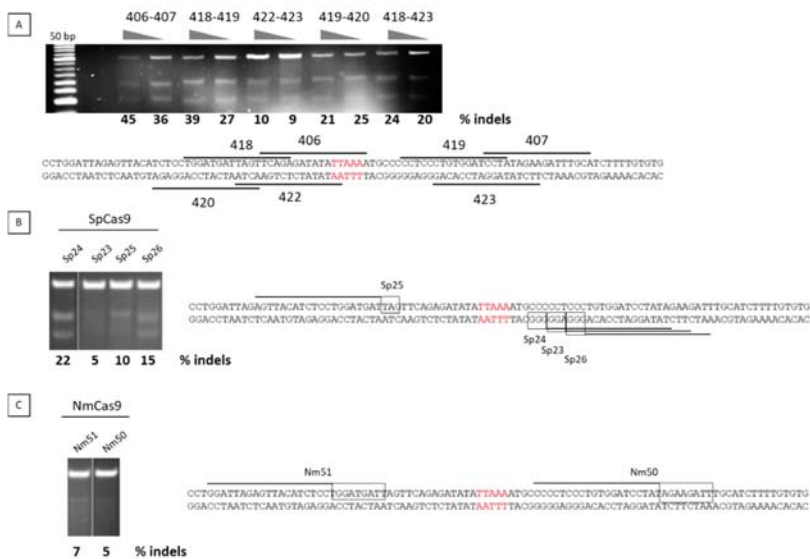 A
50 bp
406-407 418-419 422-423 419-420 418-423
45 36 39 27 10 9 21 25 24 20 % indels
418 406 419 407
CCTGGATTAGAGTTACATCTCCTGGATGATTAGTTCAGAGATATATTAAAATGCCCCCTCCCTGTGGATCCTATAGAAGATTTGCATCTTTTGTGTG
GGACCTAATCTCAATGTAGAGGACCTACTAATCAAGTCTCTATATAATTTTACGGGGGAGGGACACCTAGGATATCTTCTAAACGTAGAAAACACAC
420 422 423
B
SpCas9
Sp24 Sp23 Sp25 Sp26
22 5 10 15 % indels
Sp25
CCTGGATTAGAGTTACATCTCCTGGATGATTAGTTCAGAGATATATTAAAATGCCCCCTCCCTGTGGATCCTATAGAAGATTTGCATCTTTTGTGTG
GGACCTAATCTCAATGTAGAGGACCTACTAATCAAGTCTCTATATAATTTTACGGGGGAGGGACACCTAGGATATCTTCTAAACGTAGAAAACACAC
Sp24
Sp23
Sp26
C
NmCas9
Nm51 Nm50
7 5 % indels
Nm51 Nm50
CCTGGATTAGAGTTACATCTCCTGGATGATTAGTTCAGAGATATATTAAAATGCCCCCTCCCTGTGGATCCTATAGAAGATTTGCATCTTTTGTGTG
GGACCTAATCTCAATGTAGAGGACCTACTAATCAAGTCTCTATATAATTTTACGGGGGAGGGACACCTAGGATATCTTCTAAACGTAGAAAACACAC